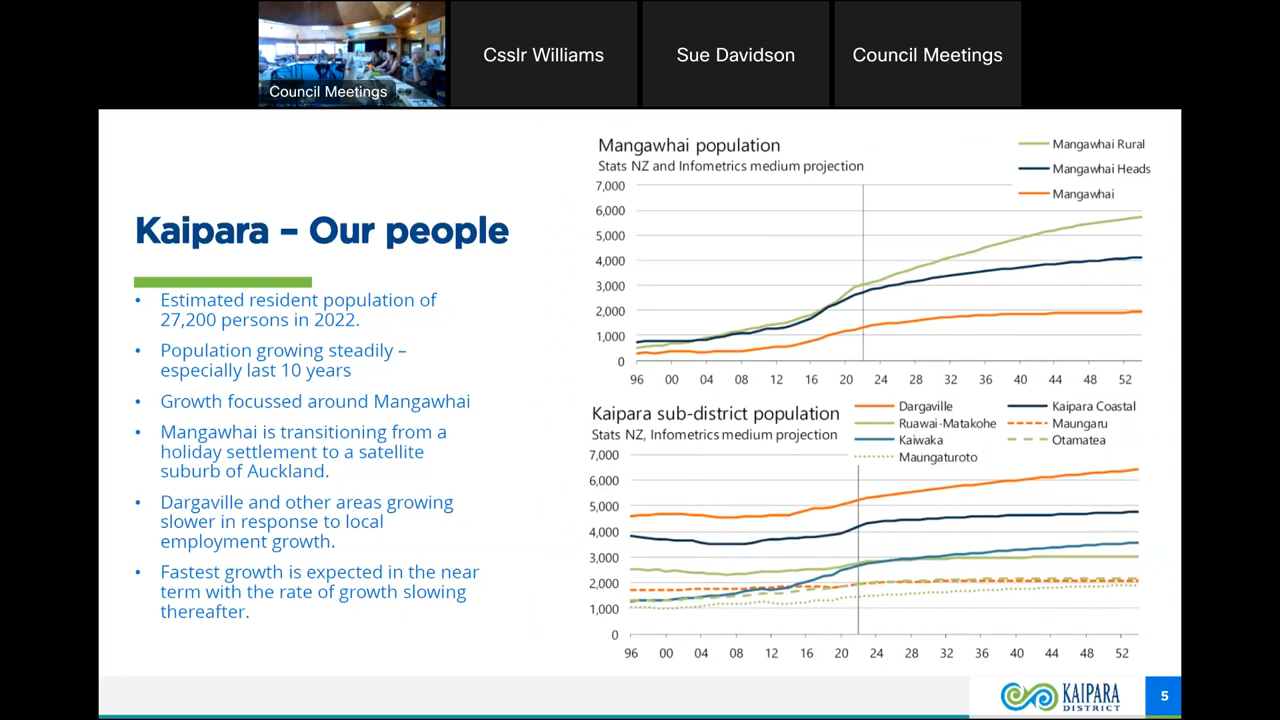 Council Meetings
Csslr Williams
Sue Davidson
Council Meetings
Kaipara – Our people
• Estimated resident population of
27,200 persons in 2022.
• Population growing steadily –
especially last 10 years
• Growth focussed around Mangawhai
• Mangawhai is transitioning from a
holiday settlement to a satellite
suburb of Auckland.
• Dargaville and other areas growing
slower in response to local
employment growth.
• Fastest growth is expected in the near
term with the rate of growth slowing
thereafter.
Mangawhai population
Stats NZ and Infometrics medium projection
Mangawhai Rural
Mangawhai Heads
Mangawhai
7,000
6,000
5,000
4,000
3,000
2,000
1,000
0
96 00 04 08 12 16 20 24 28 32 36 40 44 48 52
Kaipara sub-district population
Stats NZ, Infometrics medium projection
Dargaville
Kaipara Coastal
Ruawai-Matakohe
Maungaru
Kaiwaka
Otamatea
Maungaturoto
7,000
6,000
5,000
4,000
3,000
2,000
1,000
0
96 00 04 08 12 16 20 24 28 32 36 40 44 48 52
KAIPARA
DISTRICT
5